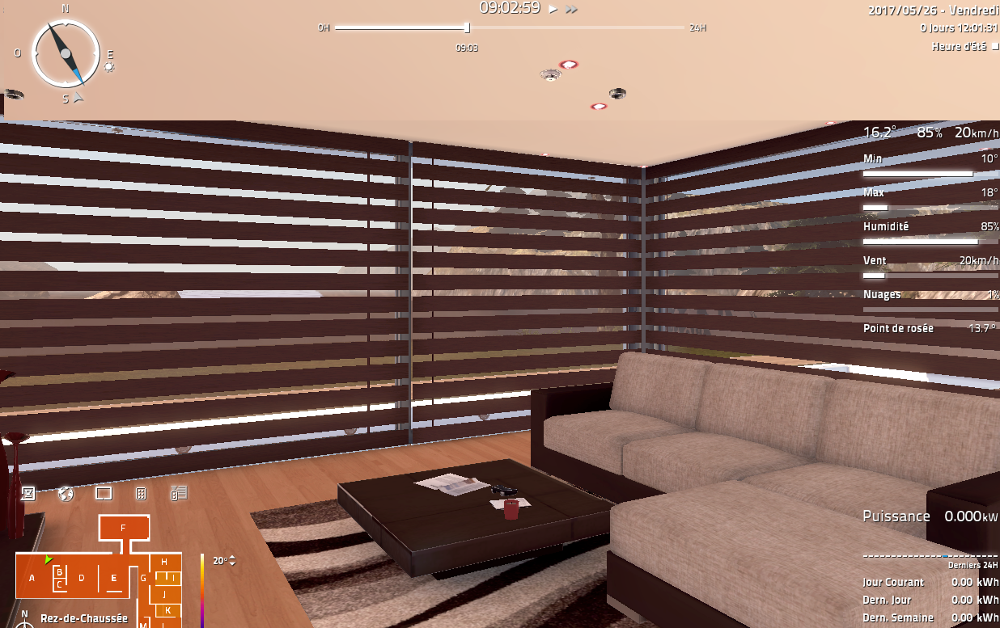 N
09:02:59
2017/05/26 - Vendredi
0H 24H
0 Jours 12:01:31
Heure d'été
09:03
O E
S
16.2° 85% 20km/h
Min 10°
Max 18°
Humidité 85%
Vent 20km/h
Nuages 1%
Point de rosée 13.7°
Puissance 0.000kW
Derniers 24H
Jour Courant 0.00 kWh
Dern. Jour 0.00 kWh
Dern. Semaine 0.00 kWh
F
20°
H
A B C D E G I
J
K
M L
N
Rez-de-Chaussée